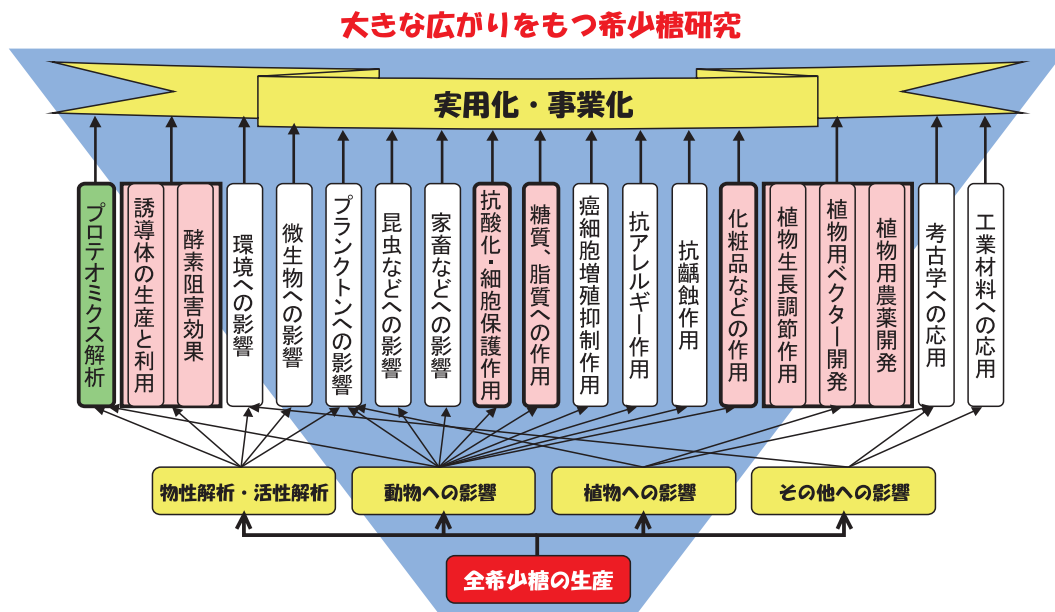 大きな広がりをもつ希少糖研究
実用化・事業化
プロテオミクス解析
誘導体の生産と利用
酵素阻害効果
環境への影響
微生物への影響
プランクトンへの影響
昆虫などへの影響
家畜などへの影響
抗酸化・細胞保護作用
糖質、脂質への作用
癌細胞増殖抑制作用
抗アレルギー作用
抗齲蝕作用
化粧品などの作用
植物生長調節作用
植物用ベクター開発
植物用農薬開発
考古学への応用
工業材料への応用
物性解析・活性解析
動物への影響
植物への影響
その他への影響
全希少糖の生産